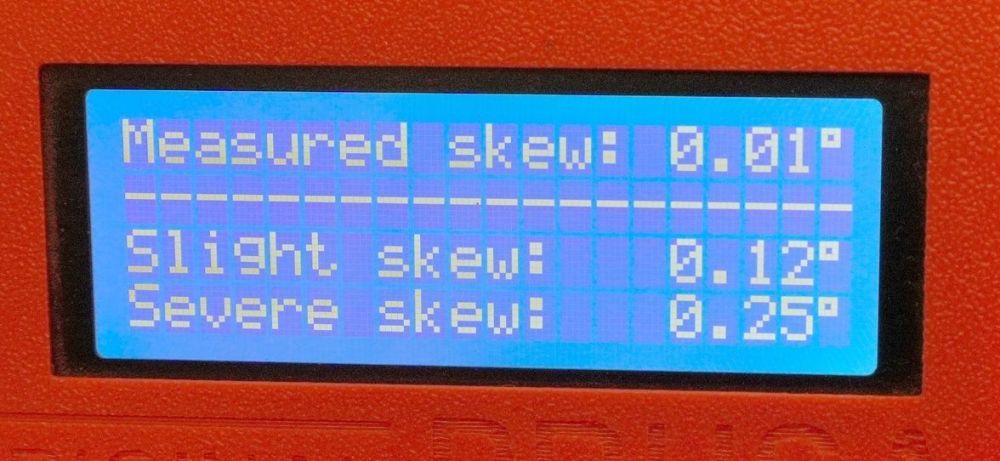 Measured skew: 0.01°
--------------------
Slight skew: 0.12°
Severe skew: 0.25°